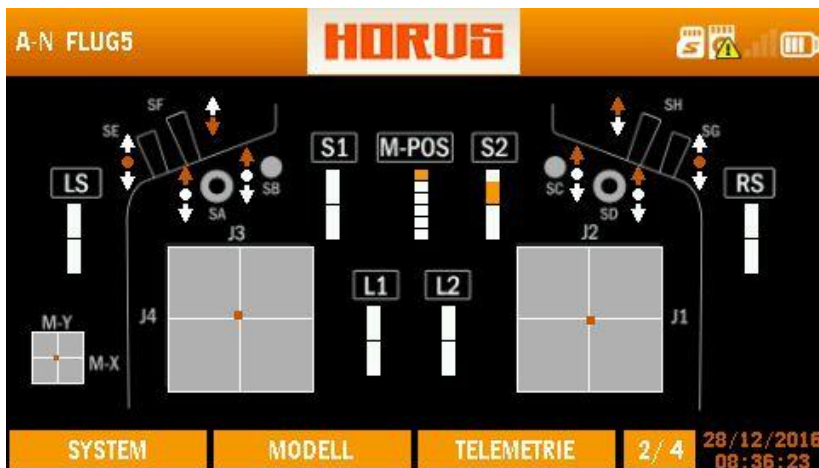 A-N FLUG5
HORUS
SF
SH
SE
SG
S1
M-POS
S2
LS
RS
SB
SC
SA
SD
J3
J2
L1
L2
J4
J1
M-Y
M-X
SYSTEM
MODELL
TELEMETRIE
2/ 4
28/12/2016
08:36:23